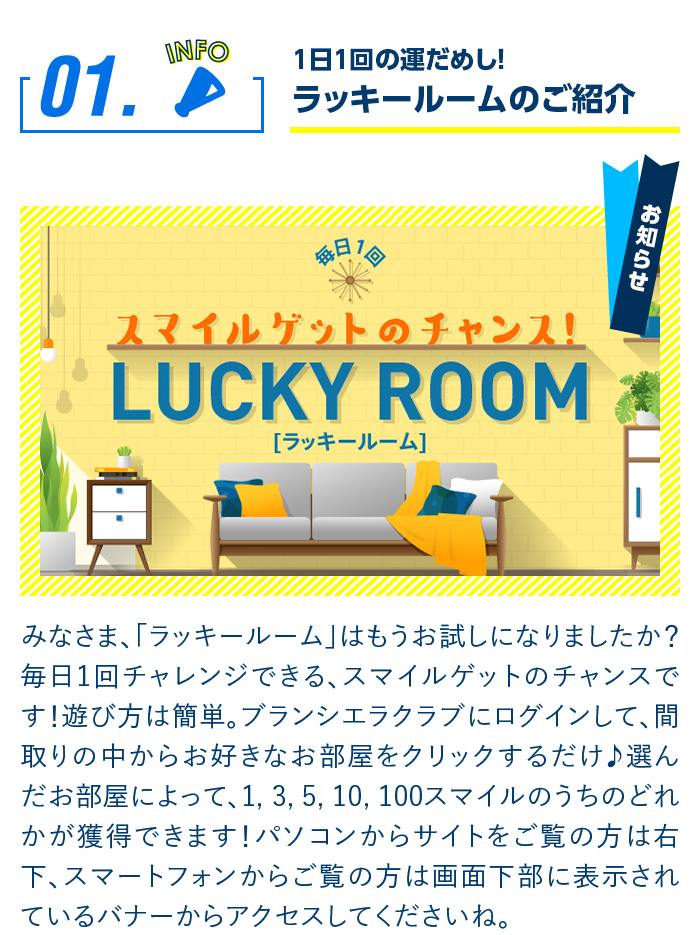 01.
INFO
1日1回の運だめし!
ラッキールームのご紹介
お知らせ
毎日1回
スマイルゲットのチャンス!
LUCKY ROOM
[ラッキールーム]
みなさま、「ラッキールーム」はもうお試しになりましたか?
毎日1回チャレンジできる、スマイルゲットのチャンスで
す!遊び方は簡単。ブランシエラクラブにログインして、間
取りの中からお好きなお部屋をクリックするだけ♪選ん
だお部屋によって、1, 3, 5, 10, 100スマイルのうちのどれ
かが獲得できます!パソコンからサイトをご覧の方は右
下、スマートフォンからご覧の方は画面下部に表示され
ているバナーからアクセスしてくださいね。